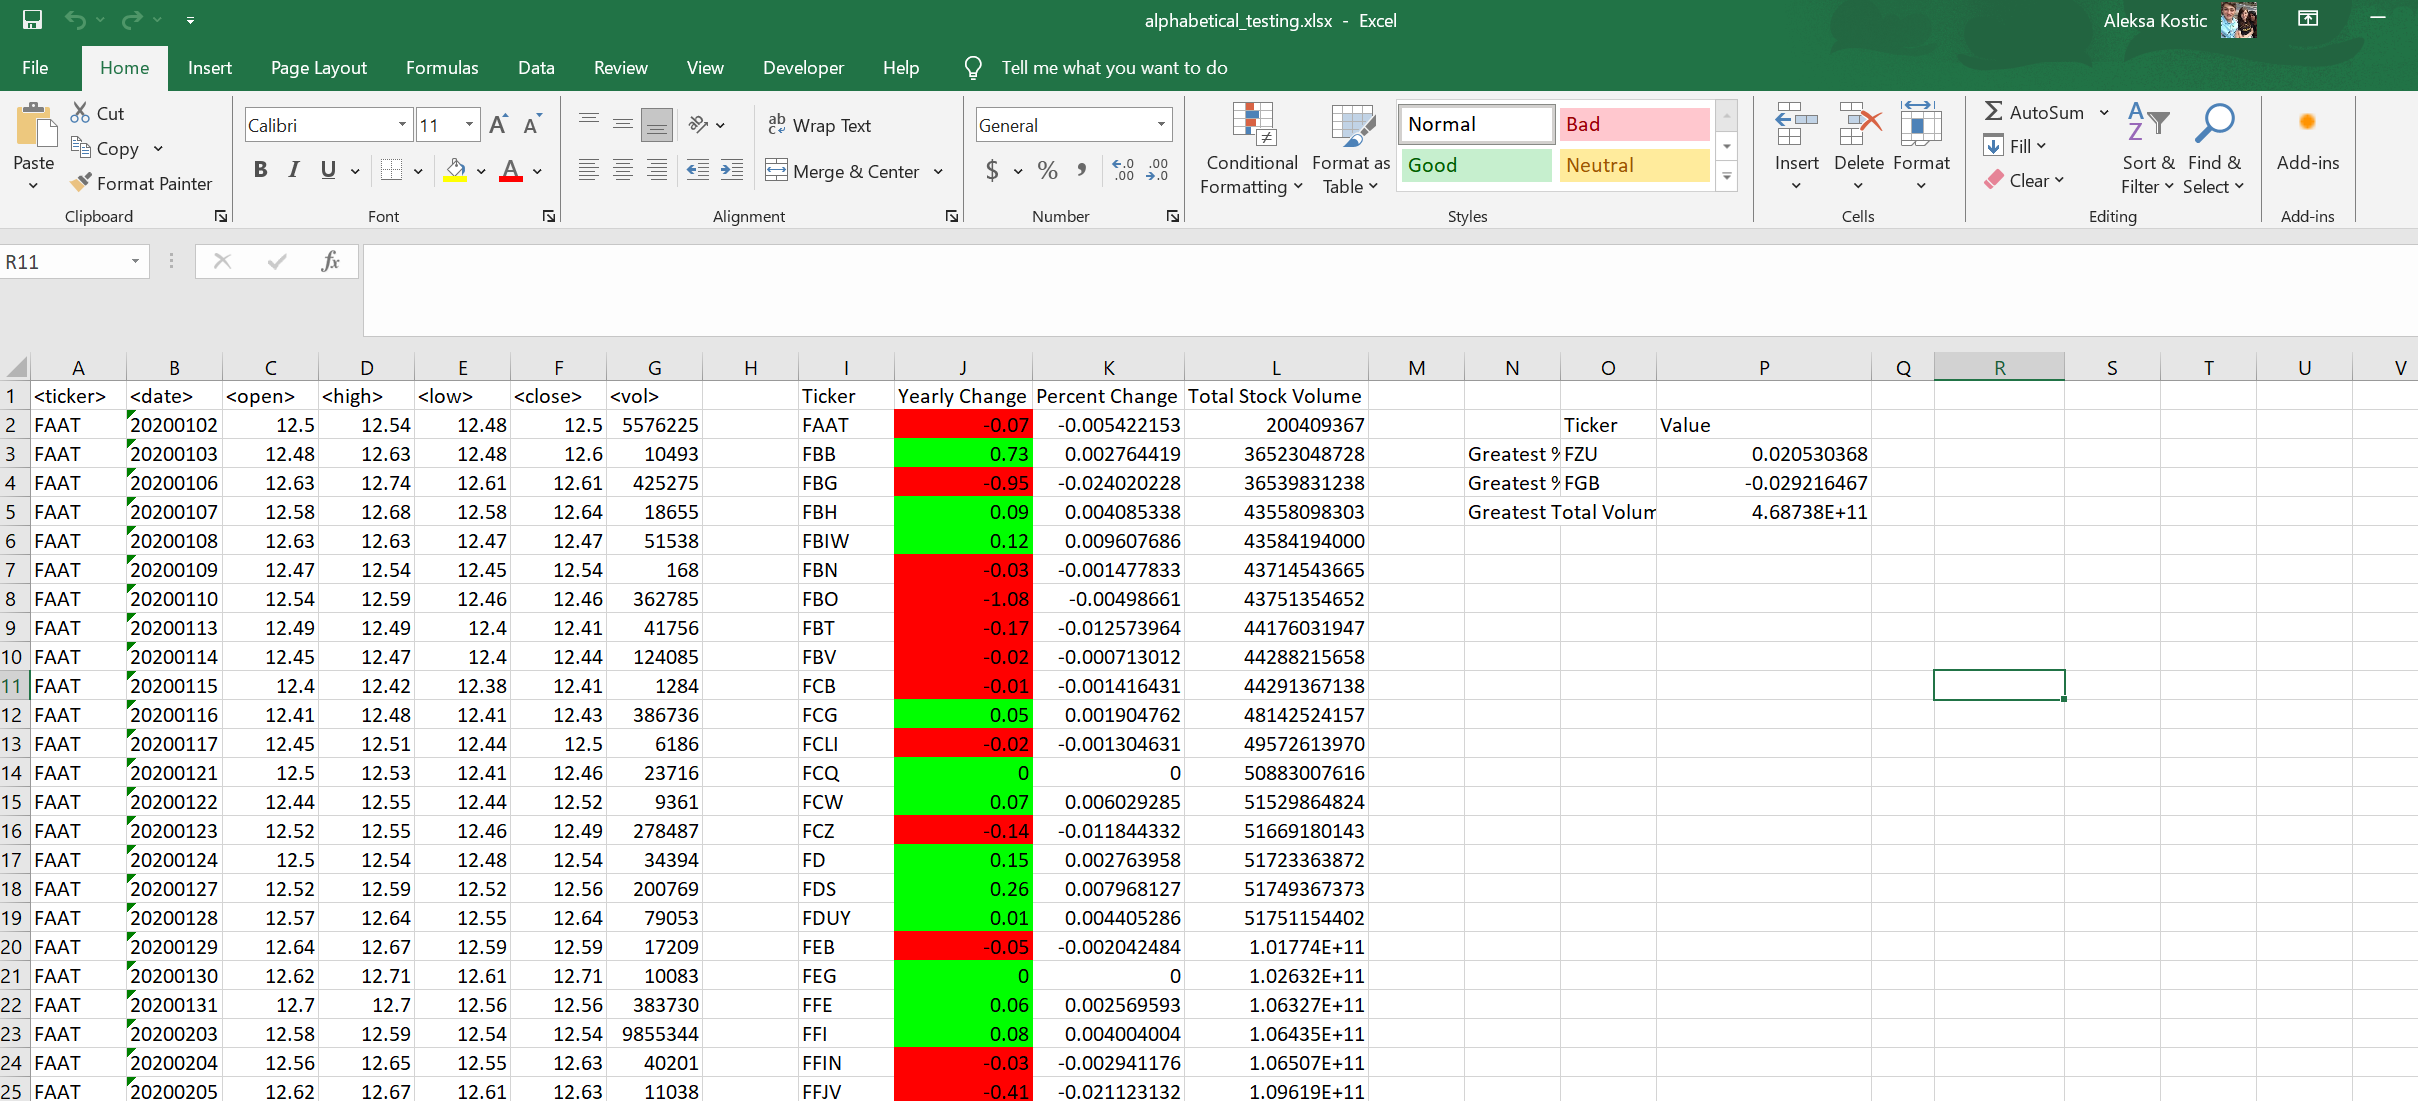 alphabetical_testing.xlsx - Excel
Aleksa Kostic
File Home Insert Page Layout Formulas Data Review View Developer Help Tell me what you want to do
Paste
Cut
Copy
Format Painter
Clipboard
Calibri 11
B I U A
Font
ab Wrap Text
Merge & Center
Alignment
General
$ % , .00
Number
Conditional Formatting
Format as Table
Normal Bad
Good Neutral
Styles
Insert Delete Format
Cells
AutoSum
Fill
Clear
Sort & Filter
Find & Select
Editing
Add-ins
Add-ins
R11 fx
A B C D E F G H I J K L M N O P Q R S T U V
1 <ticker> <date> <open> <high> <low> <close> <vol> Ticker Yearly Change Percent Change Total Stock Volume
2 FAAT 20200102 12.5 12.54 12.48 12.5 5576225 FAAT -0.07 -0.005422153 200409367 Ticker Value
3 FAAT 20200103 12.48 12.63 12.48 12.6 10493 FBB 0.73 0.002764419 36523048728 Greatest % FZU 0.020530368
4 FAAT 20200106 12.63 12.74 12.61 12.61 425275 FBG -0.95 -0.024020228 36539831238 Greatest % FGB -0.029216467
5 FAAT 20200107 12.58 12.68 12.58 12.64 18655 FBH 0.09 0.004085338 43558098303 Greatest Total Volum 4.68738E+11
6 FAAT 20200108 12.63 12.63 12.47 12.47 51538 FBIW 0.12 0.009607686 43584194000
7 FAAT 20200109 12.47 12.54 12.45 12.54 168 FBN -0.03 -0.001477833 43714543665
8 FAAT 20200110 12.54 12.59 12.46 12.46 362785 FBO -1.08 -0.00498661 43751354652
9 FAAT 20200113 12.49 12.49 12.4 12.41 41756 FBT -0.17 -0.012573964 44176031947
10 FAAT 20200114 12.45 12.47 12.4 12.44 124085 FBV -0.02 -0.000713012 44288215658
11 FAAT 20200115 12.4 12.42 12.38 12.41 1284 FCB -0.01 -0.001416431 44291367138
12 FAAT 20200116 12.41 12.48 12.41 12.43 386736 FCG 0.05 0.001904762 48142524157
13 FAAT 20200117 12.45 12.51 12.44 12.5 6186 FCLI -0.02 -0.001304631 49572613970
14 FAAT 20200121 12.5 12.53 12.41 12.46 23716 FCQ 0 0 50883007616
15 FAAT 20200122 12.44 12.55 12.44 12.52 9361 FCW 0.07 0.006029285 51529864824
16 FAAT 20200123 12.52 12.55 12.46 12.49 278487 FCZ -0.14 -0.011844332 51669180143
17 FAAT 20200124 12.5 12.54 12.48 12.54 34394 FD 0.15 0.002763958 51723363872
18 FAAT 20200127 12.52 12.59 12.52 12.56 200769 FDS 0.26 0.007968127 51749367373
19 FAAT 20200128 12.57 12.64 12.55 12.64 79053 FDUY 0.01 0.004405286 51751154402
20 FAAT 20200129 12.64 12.67 12.59 12.59 17209 FEB -0.05 -0.002042484 1.01774E+11
21 FAAT 20200130 12.62 12.71 12.61 12.71 10083 FEG 0 0 1.02632E+11
22 FAAT 20200131 12.7 12.7 12.56 12.56 383730 FFE 0.06 0.002569593 1.06327E+11
23 FAAT 20200203 12.58 12.59 12.54 12.54 9855344 FFI 0.08 0.004004004 1.06435E+11
24 FAAT 20200204 12.56 12.65 12.55 12.63 40201 FFIN -0.03 -0.002941176 1.06507E+11
25 FAAT 20200205 12.62 12.67 12.61 12.63 11038 FFJV -0.41 -0.021123132 1.09619E+11